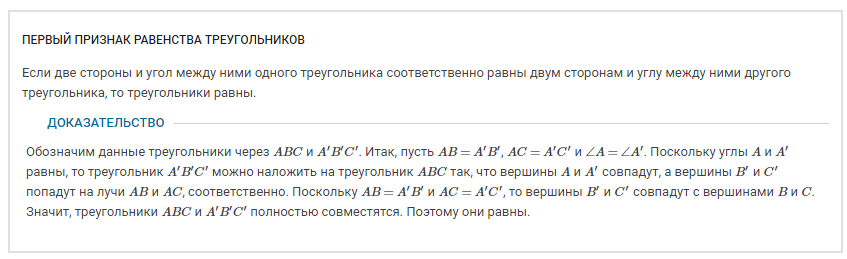 ПЕРВЫЙ ПРИЗНАК РАВЕНСТВА ТРЕУГОЛЬНИКОВ
Если две стороны и угол между ними одного треугольника соответственно равны двум сторонам и углу между ними другого
треугольника, то треугольники равны.
ДОКАЗАТЕЛЬСТВО
Обозначим данные треугольники через ABC и A′B′C′. Итак, пусть AB = A′B′, AC = A′C′ и ∠A = ∠A′. Поскольку углы A и A′
равны, то треугольник A′B′C′ можно наложить на треугольник ABC так, что вершины A и A′ совпадут, а вершины B′ и C′
попадут на лучи AB и AC, соответственно. Поскольку AB = A′B′ и AC = A′C′, то вершины B′ и C′ совпадут с вершинами B и C.
Значит, треугольники ABC и A′B′C′ полностью совместятся. Поэтому они равны.